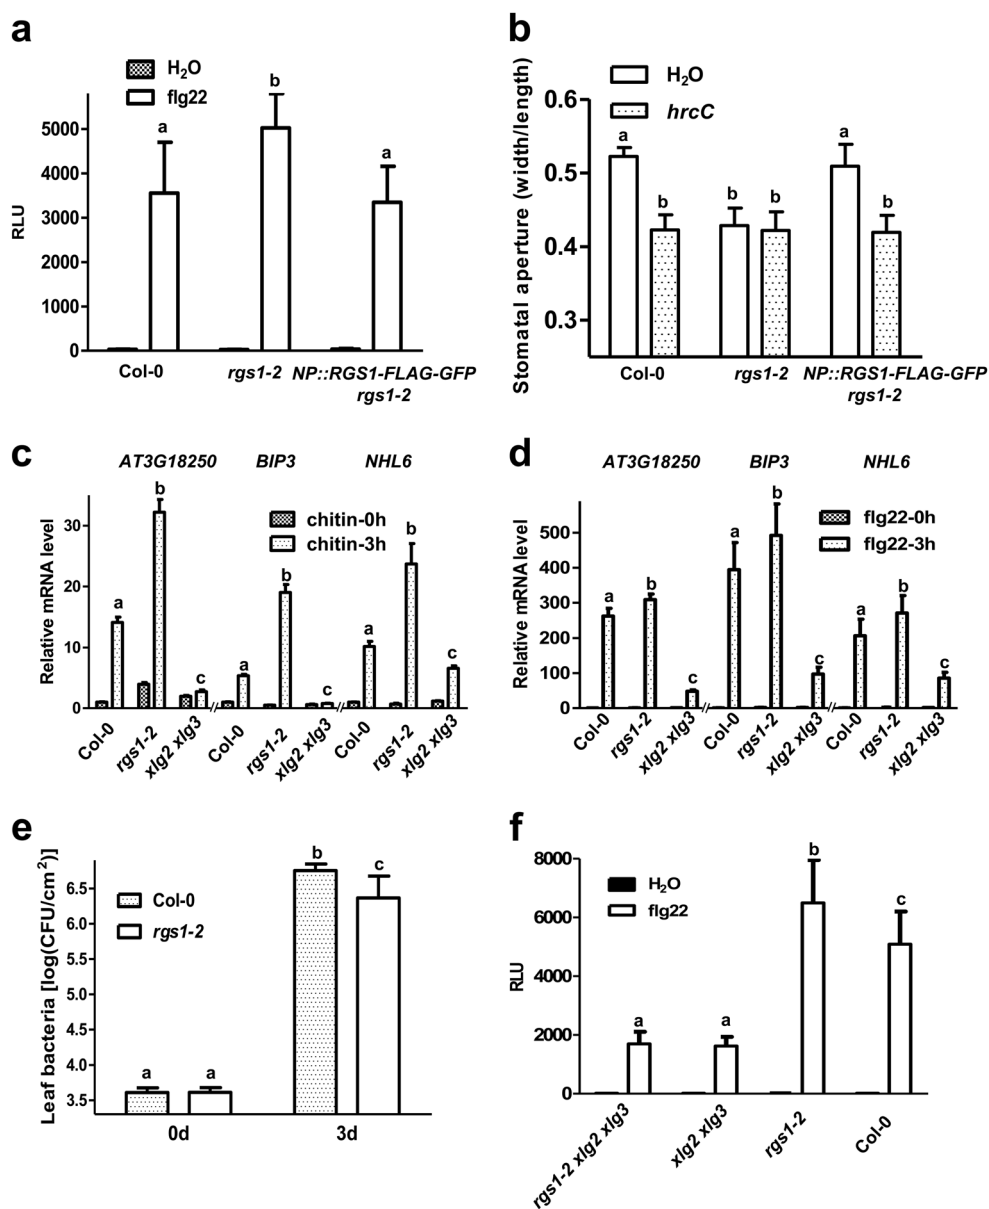 a
H₂O
flg22
RLU
5000
4000
3000
2000
1000
0
a
b
a
Col-0
rgs1-2
NP::RGS1-FLAG-GFP
rgs1-2
b
H₂O
hrcC
Stomatal aperture (width/length)
0.6
0.5
0.4
0.3
a
b
b
b
a
b
Col-0
rgs1-2
NP::RGS1-FLAG-GFP
rgs1-2
c
AT3G18250
BIP3
NHL6
chitin-0h
chitin-3h
Relative mRNA level
30
20
10
0
a
b
c
a
b
c
a
b
c
Col-0
rgs1-2
xlg2 xlg3
Col-0
rgs1-2
xlg2 xlg3
Col-0
rgs1-2
xlg2 xlg3
d
AT3G18250
BIP3
NHL6
flg22-0h
flg22-3h
Relative mRNA level
500
400
300
200
100
0
a
b
c
a
b
c
a
b
c
Col-0
rgs1-2
xlg2 xlg3
Col-0
rgs1-2
xlg2 xlg3
Col-0
rgs1-2
xlg2 xlg3
e
Col-0
rgs1-2
Leaf bacteria [log(CFU/cm²)]
6.5
6.0
5.5
5.0
4.5
4.0
3.5
a
a
b
c
0d
3d
f
H₂O
flg22
RLU
8000
6000
4000
2000
0
a
a
b
c
rgs1-2 xlg2 xlg3
xlg2 xlg3
rgs1-2
Col-0